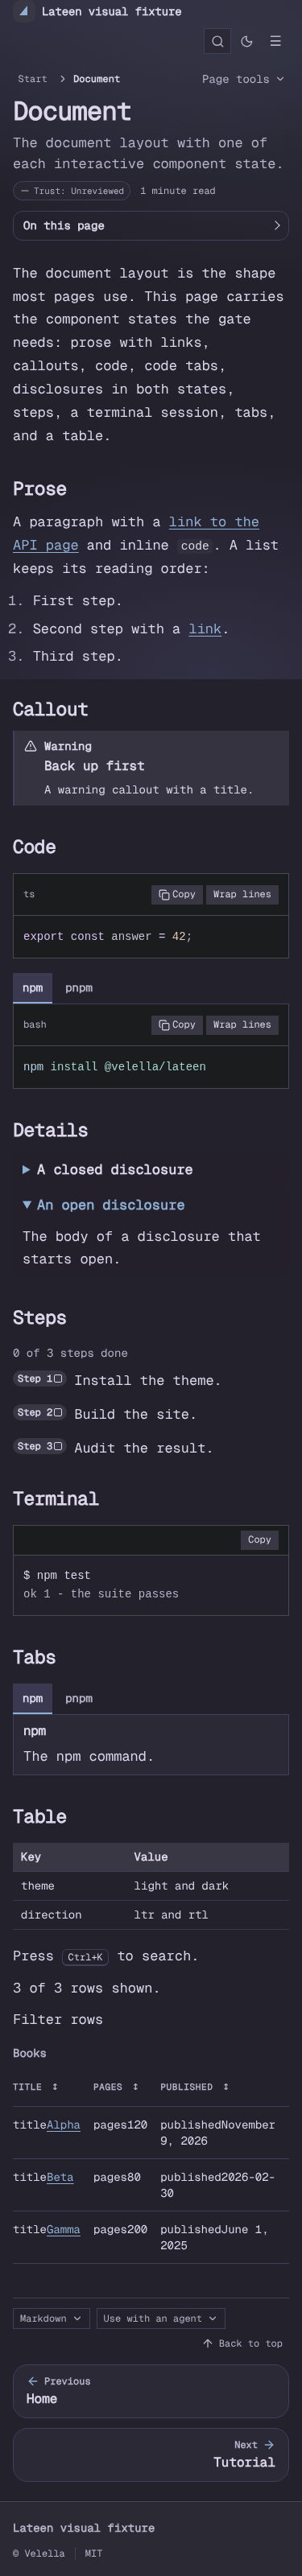 Lateen visual fixture
Start > Document
Page tools
Document
The document layout with one of
each interactive component state.
— Trust: Unreviewed
1 minute read
On this page
The document layout is the shape
most pages use. This page carries
the component states the gate
needs: prose with links,
callouts, code, code tabs,
disclosures in both states,
steps, a terminal session, tabs,
and a table.
Prose
A paragraph with a link to the
API page and inline code. A list
keeps its reading order:
1. First step.
2. Second step with a link.
3. Third step.
Callout
Warning
Back up first
A warning callout with a title.
Code
ts
Copy
Wrap lines
export const answer = 42;
npm
pnpm
bash
Copy
Wrap lines
npm install @velella/lateen
Details
A closed disclosure
An open disclosure
The body of a disclosure that
starts open.
Steps
0 of 3 steps done
Step 1 Install the theme.
Step 2 Build the site.
Step 3 Audit the result.
Terminal
Copy
$ npm test
ok 1 - the suite passes
Tabs
npm
pnpm
npm
The npm command.
Table
Key Value
theme light and dark
direction ltr and rtl
Press Ctrl+K to search.
3 of 3 rows shown.
Filter rows
Books
TITLE ↕ PAGES ↕ PUBLISHED ↕
titleAlpha pages120 publishedNovember
9, 2026
titleBeta pages80 published2026-02-
30
titleGamma pages200 publishedJune 1,
2025
Markdown
Use with an agent
↑ Back to top
← Previous
Home
Next →
Tutorial
Lateen visual fixture
© Velella
MIT